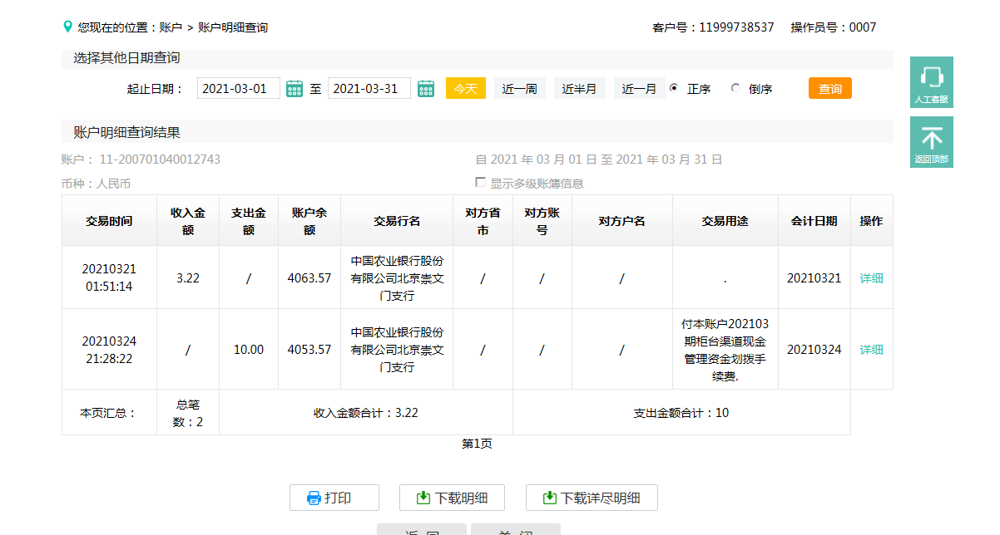 您现在的位置：账户 > 账户明细查询
客户号：11999738537 操作员号：0007
选择其他日期查询
起止日期： 2021-03-01 至 2021-03-31 今天 近一周 近半月 近一月 正序 倒序 查询
人工客服
返回顶部
账户明细查询结果
账户： 11-200701040012743
自 2021 年 03 月 01 日 至 2021 年 03 月 31 日
币种：人民币
显示多级账簿信息
交易时间 收入金额 支出金额 账户余额 交易行名 对方省市 对方账号 对方户名 交易用途 会计日期 操作
20210321 01:51:14 3.22 / 4063.57 中国农业银行股份有限公司北京崇文门支行 / / / . 20210321 详细
20210324 21:28:22 / 10.00 4053.57 中国农业银行股份有限公司北京崇文门支行 / / / 付本账户202103期柜台渠道现金管理资金划拨手续费. 20210324 详细
本页汇总： 总笔数：2 收入金额合计：3.22 支出金额合计：10
第1页
打印 下载明细 下载详尽明细
返 回 关 闭